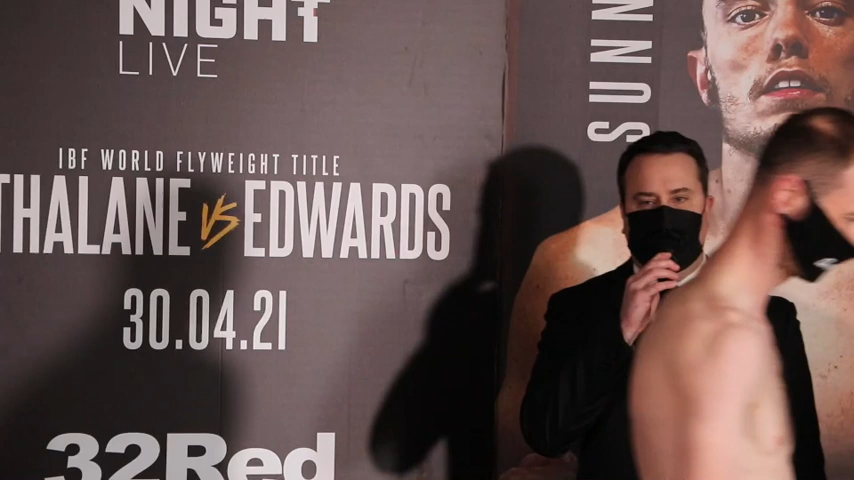 NIGHT
LIVE
IBF WORLD FLYWEIGHT TITLE
THALANE VS EDWARDS
30.04.21
32Red
SUNN